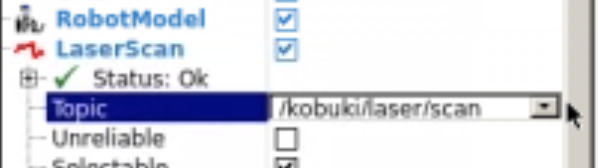 RobotModel
LaserScan
Status: Ok
Topic /kobuki/laser/scan
Unreliable
Selectable